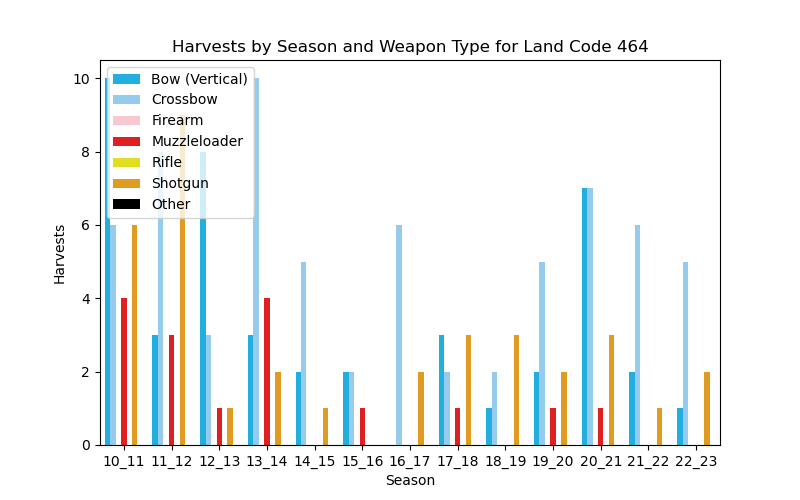 Harvests by Season and Weapon Type for Land Code 464
10
8
6
4
2
0
Harvests
Bow (Vertical)
Crossbow
Firearm
Muzzleloader
Rifle
Shotgun
Other
10_11 11_12 12_13 13_14 14_15 15_16 16_17 17_18 18_19 19_20 20_21 21_22 22_23
Season